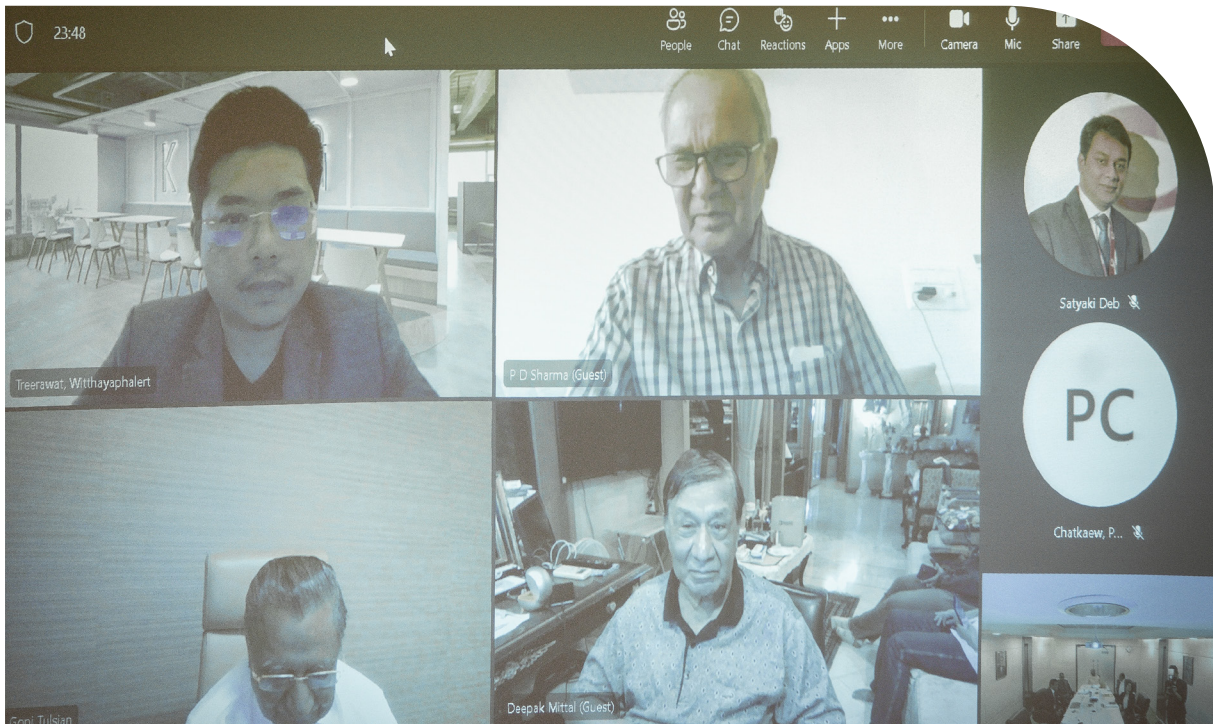 23:48
People
Chat
Reactions
Apps
More
Camera
Mic
Share
K
Treerawat, Witthayaphalert
P D Sharma (Guest)
Satyaki Deb
PC
Chatkaew, P...
Gopi Tulsian
Deepak Mittal (Guest)